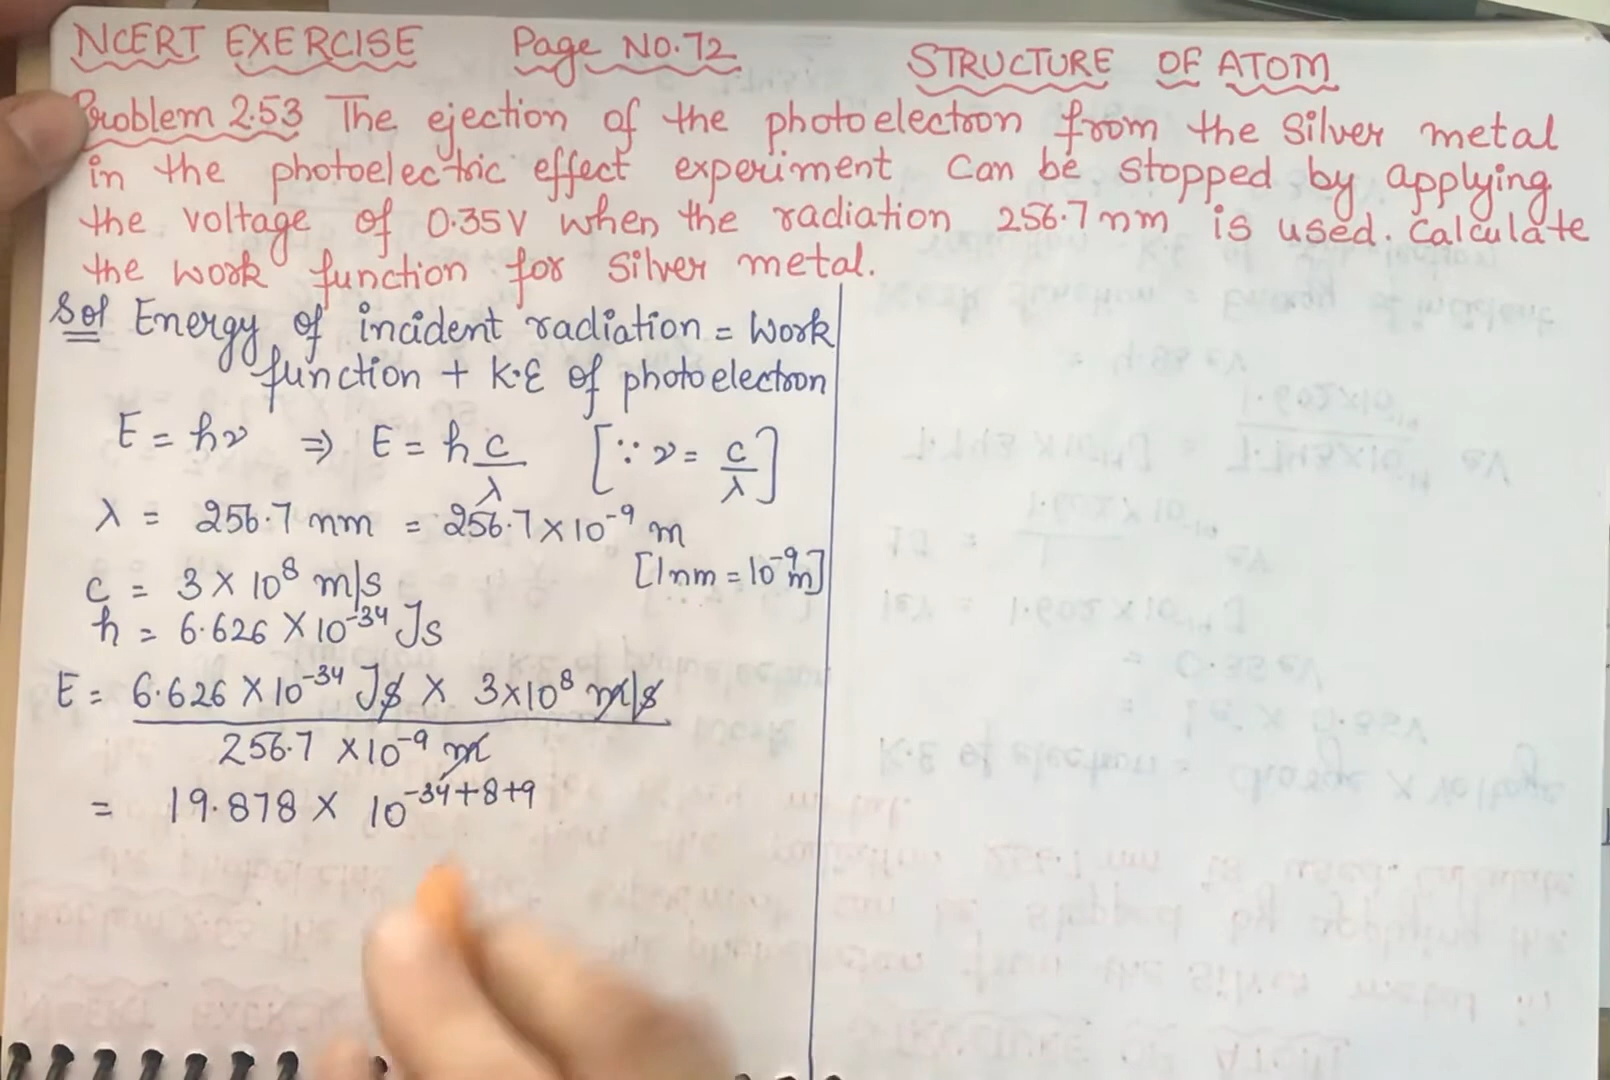 NCERT EXERCISE Page No.72 STRUCTURE OF ATOM
Problem 2.53 The ejection of the photoelectron from the silver metal
in the photoelectric effect experiment can be stopped by applying
the voltage of 0.35V when the radiation 256.7 nm is used. Calculate
the work function for silver metal.
Sol Energy of incident radiation = Work
function + K.E of photoelectron
E = hν ⇒ E = h c/λ [∵ ν = c/λ]
λ = 256.7 nm = 256.7 × 10⁻⁹ m
[1nm = 10⁻⁹ m]
c = 3 × 10⁸ m/s
h = 6.626 × 10⁻³⁴ Js
E = 6.626 × 10⁻³⁴ Js × 3×10⁸ m/s
256.7 × 10⁻⁹ m
= 19.878 × 10⁻³⁴⁺⁸⁺⁹